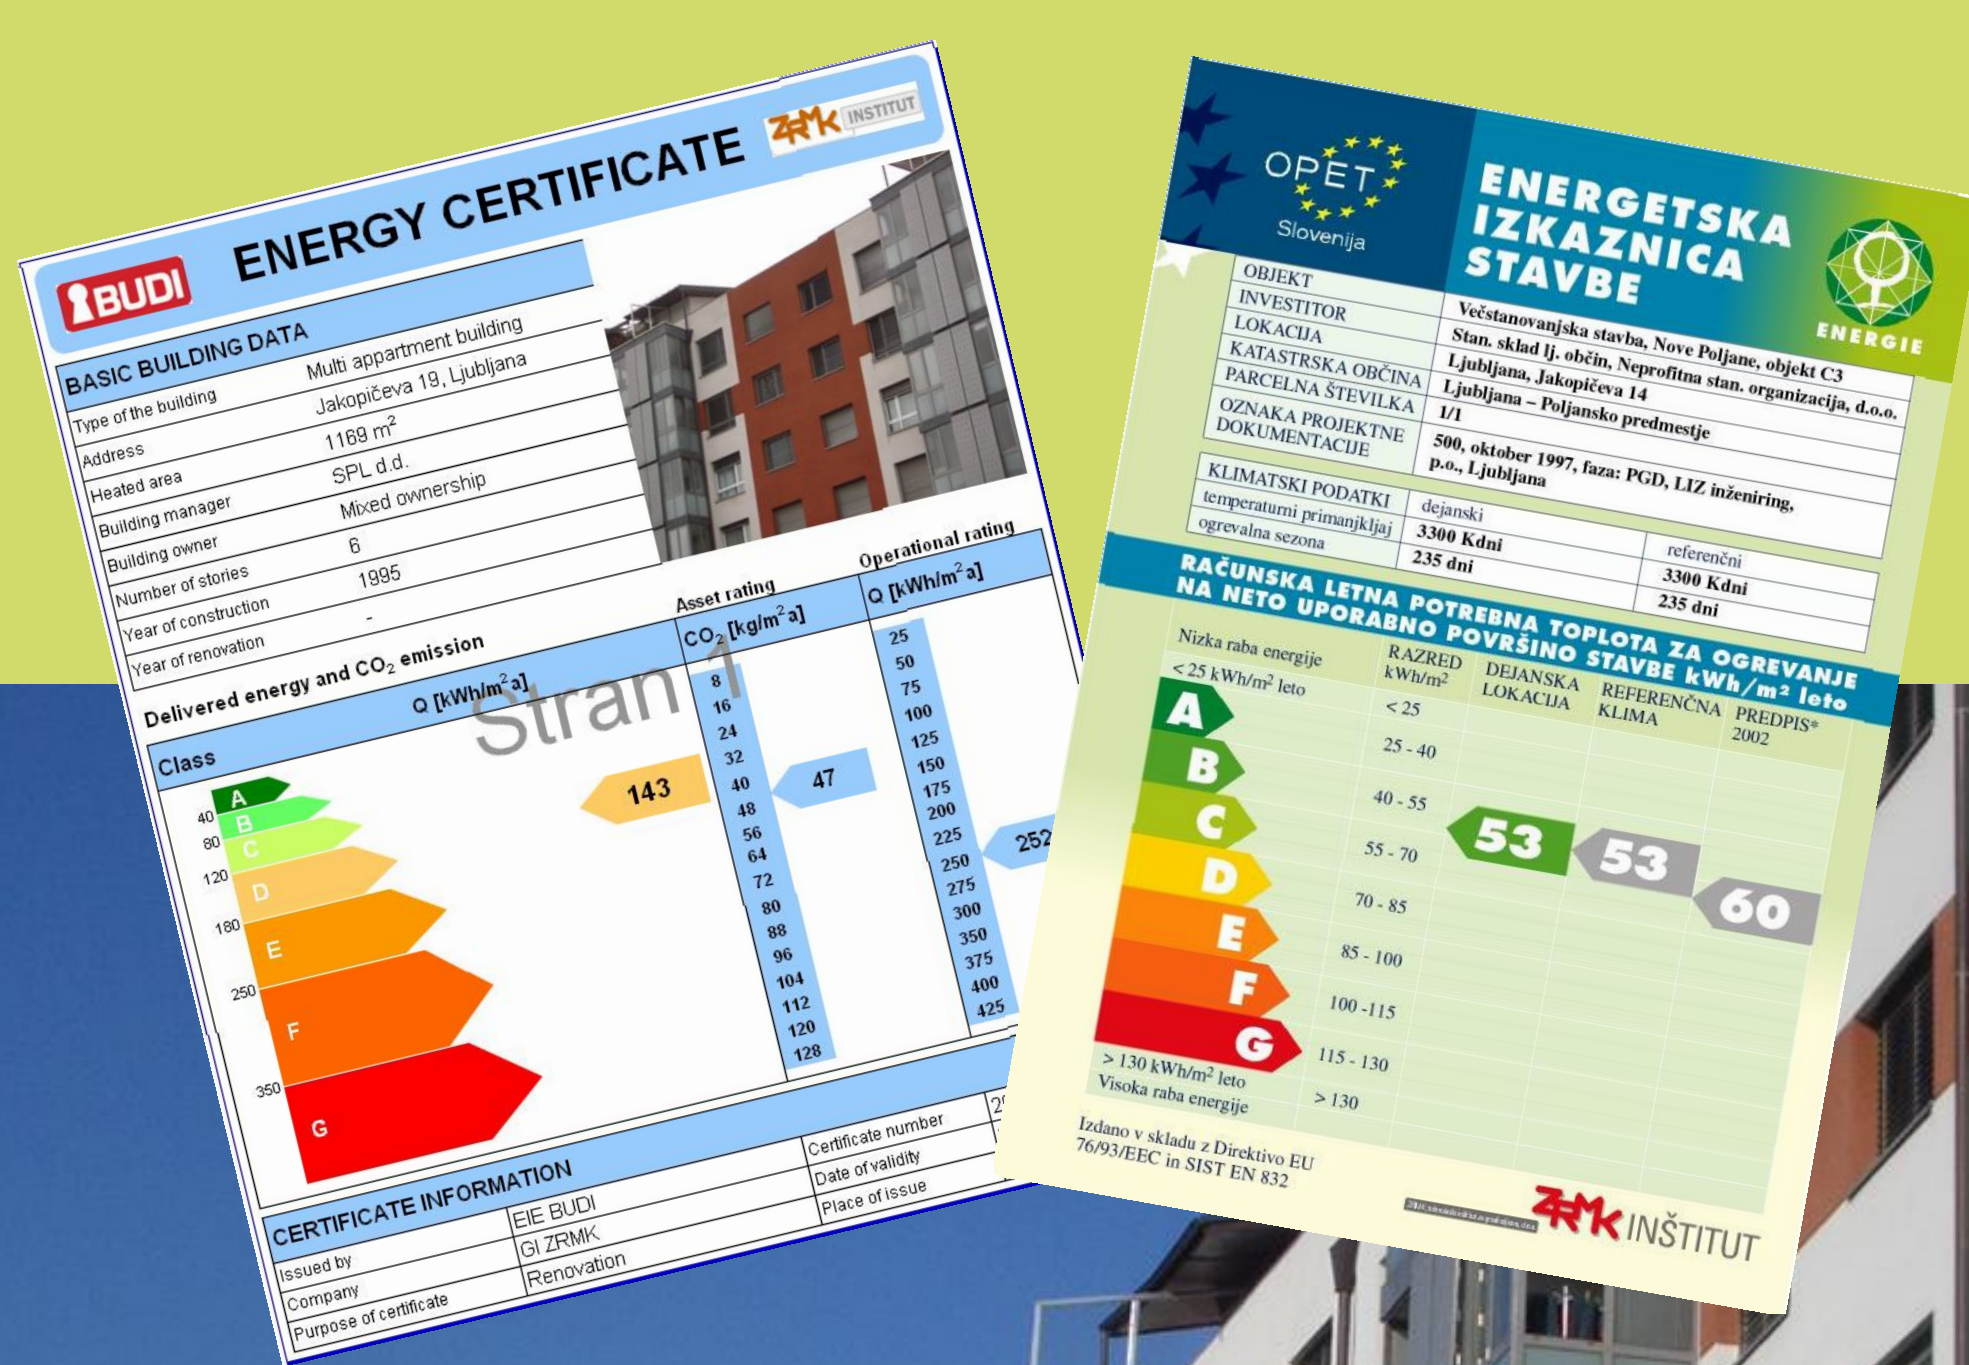 BUDI
ENERGY CERTIFICATE
ZRMK INSTITUT
BASIC BUILDING DATA
Type of the building Multi appartment building
Address Jakopičeva 19, Ljubljana
Heated area 1169 m²
Building manager SPL d.d.
Building owner Mixed ownership
Number of stories 6
Year of construction 1995
Year of renovation -
Delivered energy and CO₂ emission
Asset rating
Operational rating
Class
Q [kWh/m²a]
CO₂ [kg/m²a]
Q [kWh/m²a]
Stran 1
A
B
C
D
E
F
G
40
80
120
180
250
350
143
8
16
24
32
40
48
56
64
72
80
88
96
104
112
120
128
47
25
50
75
100
125
150
175
200
225
250
275
300
350
375
400
425
252
CERTIFICATE INFORMATION
Issued by EIE BUDI
Company GI ZRMK
Purpose of certificate Renovation
Certificate number
Date of validity
Place of issue
OPET
Slovenija
ENERGETSKA
IZKAZNICA
STAVBE
ENERGIE
OBJEKT Večstanovanjska stavba, Nove Poljane, objekt C3
INVESTITOR Stan. sklad lj. občin, Neprofitna stan. organizacija, d.o.o.
LOKACIJA Ljubljana, Jakopičeva 14
KATASTRSKA OBČINA Ljubljana – Poljansko predmestje
PARCELNA ŠTEVILKA 1/1
OZNAKA PROJEKTNE
DOKUMENTACIJE
500, oktober 1997, faza: PGD, LIZ inženiring,
p.o., Ljubljana
KLIMATSKI PODATKI dejanski referenčni
temperaturni primanjkljaj 3300 Kdni 3300 Kdni
ogrevalna sezona 235 dni 235 dni
RAČUNSKA LETNA POTREBNA TOPLOTA ZA OGREVANJE
NA NETO UPORABNO POVRŠINO STAVBE kWh/m² leto
Nizka raba energije
< 25 kWh/m² leto
RAZRED
kWh/m²
DEJANSKA
LOKACIJA
REFERENČNA
KLIMA
PREDPIS*
2002
A
B
C
D
E
F
G
< 25
25 - 40
40 - 55
55 - 70
70 - 85
85 - 100
100 -115
115 - 130
> 130
53
53
60
> 130 kWh/m² leto
Visoka raba energije
Izdano v skladu z Direktivo EU
76/93/EEC in SIST EN 832
ZRMK INŠTITUT